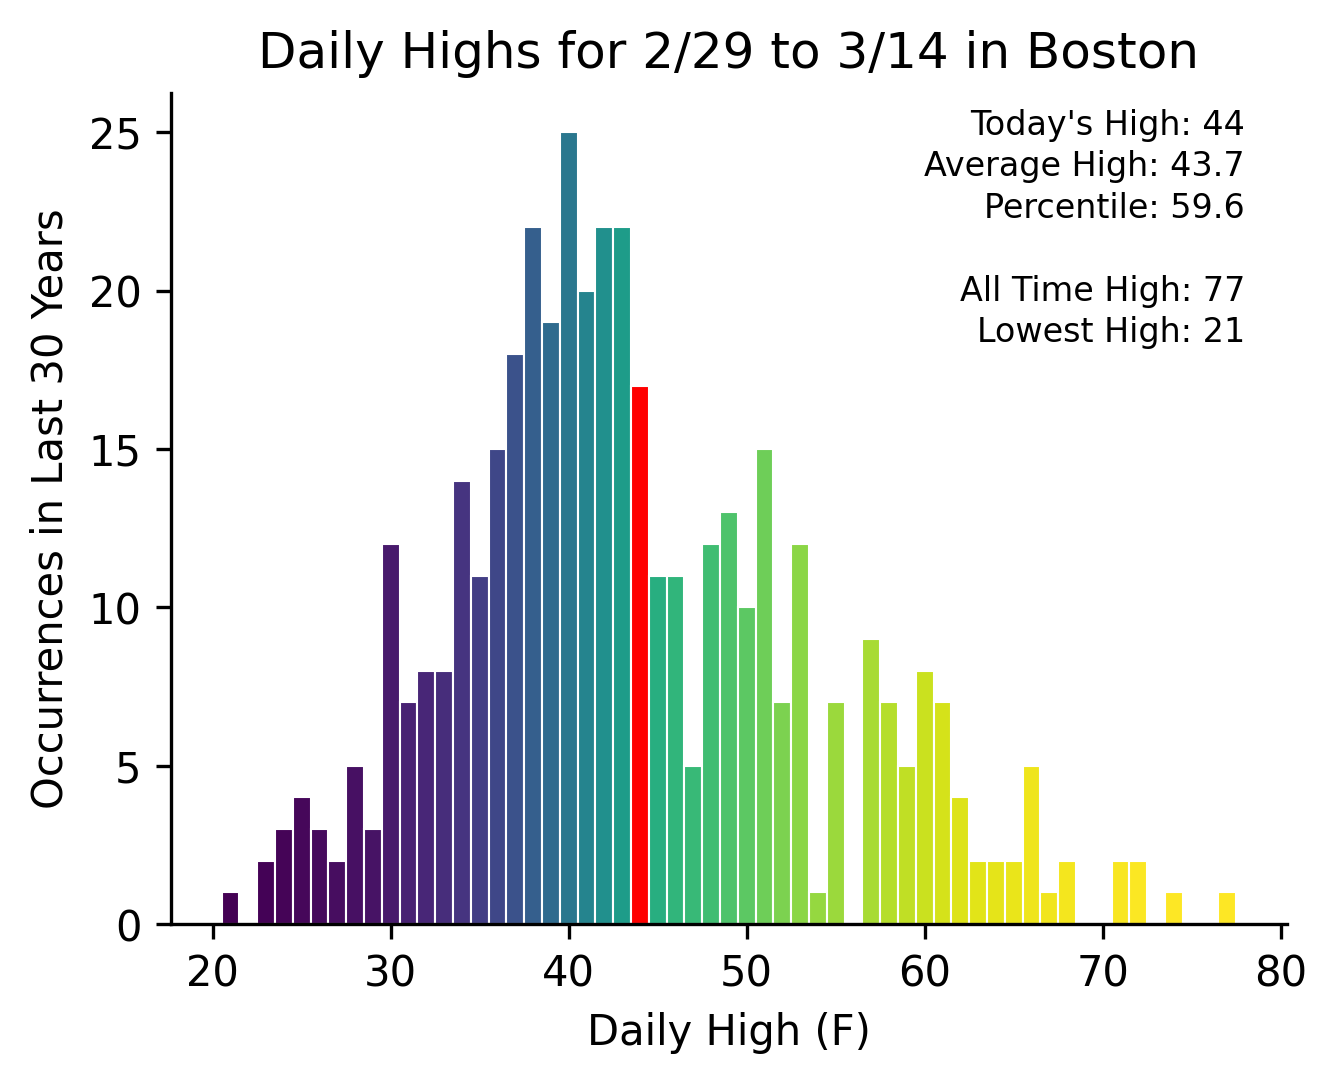 Daily Highs for 2/29 to 3/14 in Boston
Today's High: 44
Average High: 43.7
Percentile: 59.6
All Time High: 77
Lowest High: 21
Occurrences in Last 30 Years
25
20
15
10
5
0
20 30 40 50 60 70 80
Daily High (F)